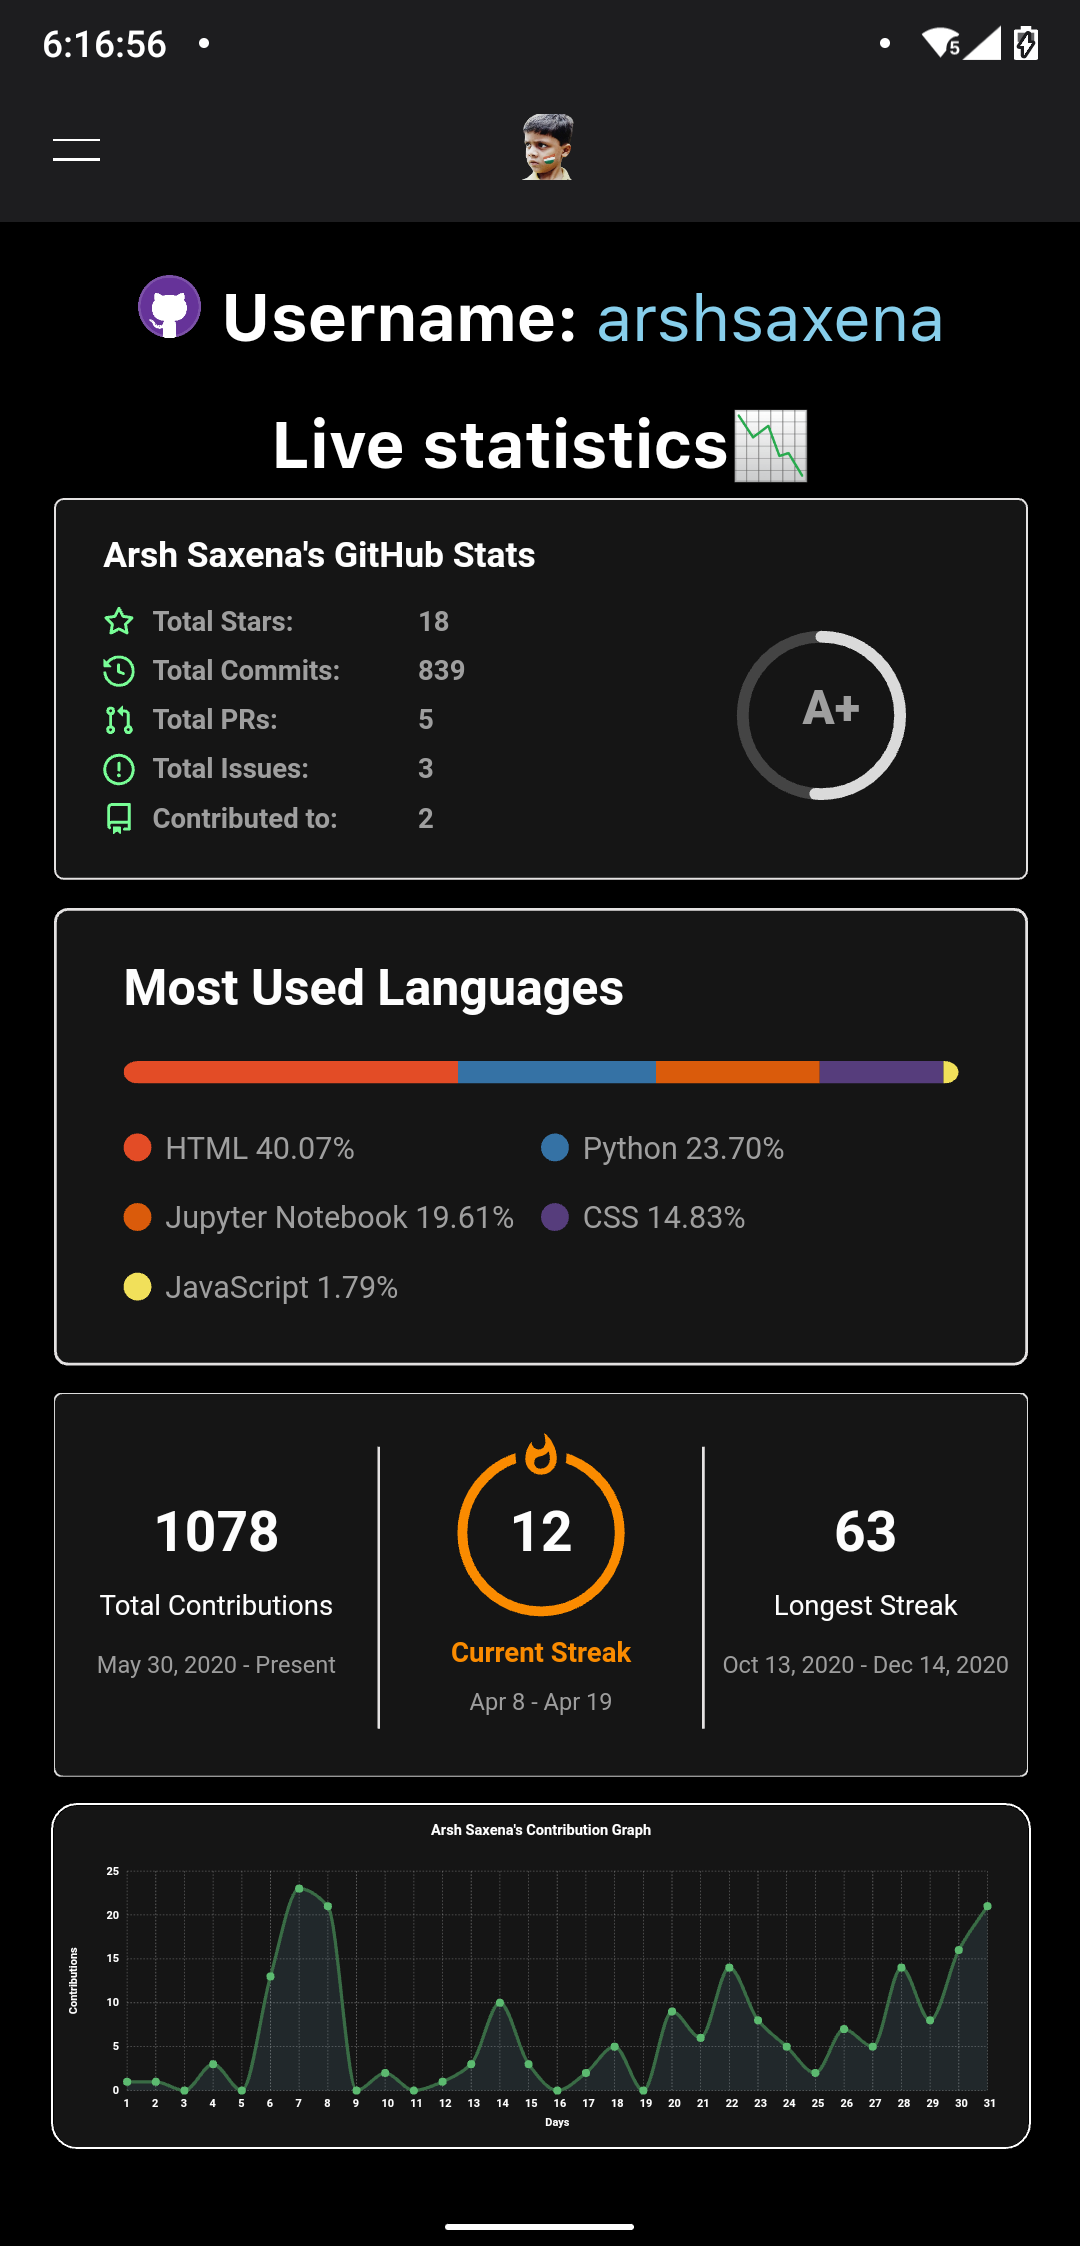 6:16:56
5
Username: arshsaxena
Live statistics
Arsh Saxena's GitHub Stats
Total Stars: 18
Total Commits: 839
Total PRs: 5
Total Issues: 3
Contributed to: 2
A+
Most Used Languages
HTML 40.07% Python 23.70%
Jupyter Notebook 19.61% CSS 14.83%
JavaScript 1.79%
1078
Total Contributions
May 30, 2020 - Present
12
Current Streak
Apr 8 - Apr 19
63
Longest Streak
Oct 13, 2020 - Dec 14, 2020
Arsh Saxena's Contribution Graph
Contributions
25
20
15
10
5
0
1 2 3 4 5 6 7 8 9 10 11 12 13 14 15 16 17 18 19 20 21 22 23 24 25 26 27 28 29 30 31
Days